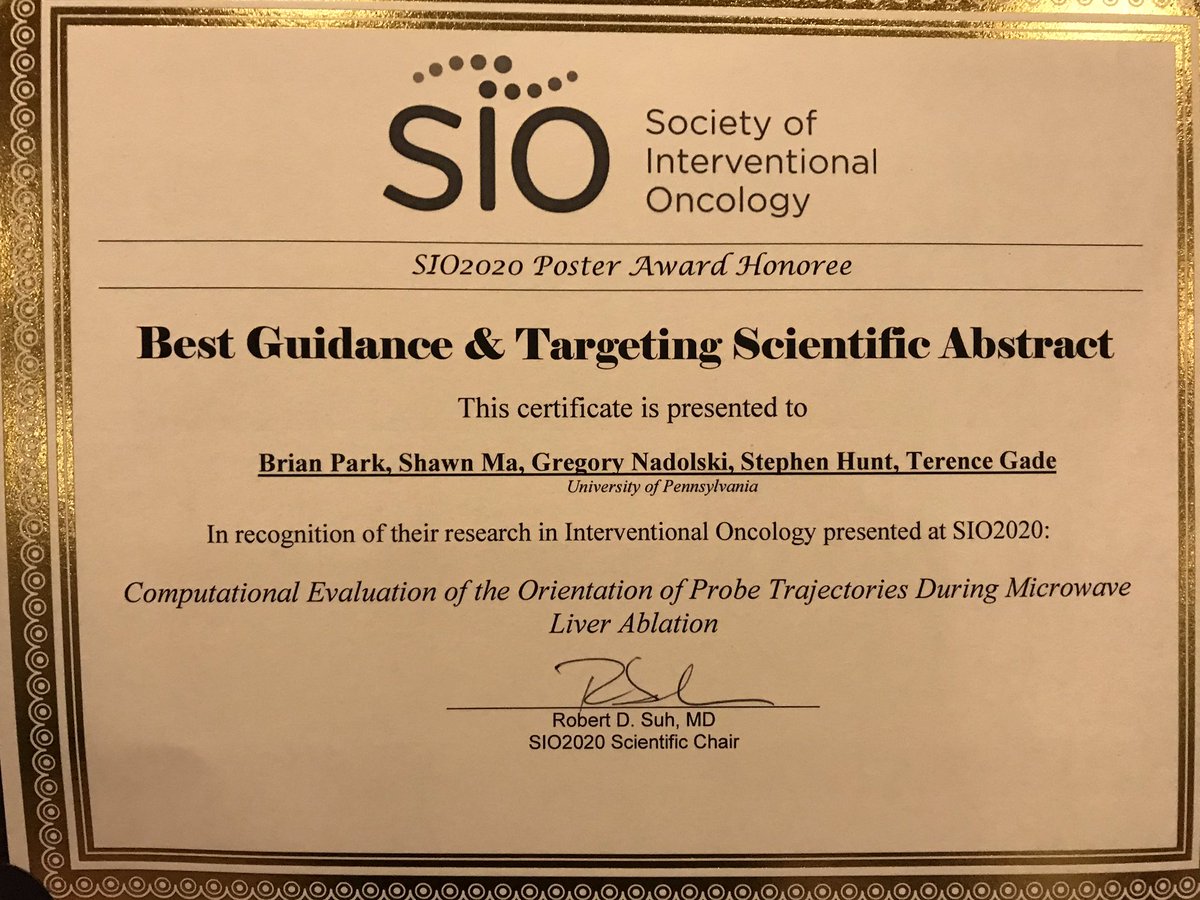 SIO
Society of
Interventional
Oncology
SIO2020 Poster Award Honoree
Best Guidance & Targeting Scientific Abstract
This certificate is presented to
Brian Park, Shawn Ma, Gregory Nadolski, Stephen Hunt, Terence Gade
University of Pennsylvania
In recognition of their research in Interventional Oncology presented at SIO2020:
Computational Evaluation of the Orientation of Probe Trajectories During Microwave
Liver Ablation
Robert D. Suh, MD
SIO2020 Scientific Chair